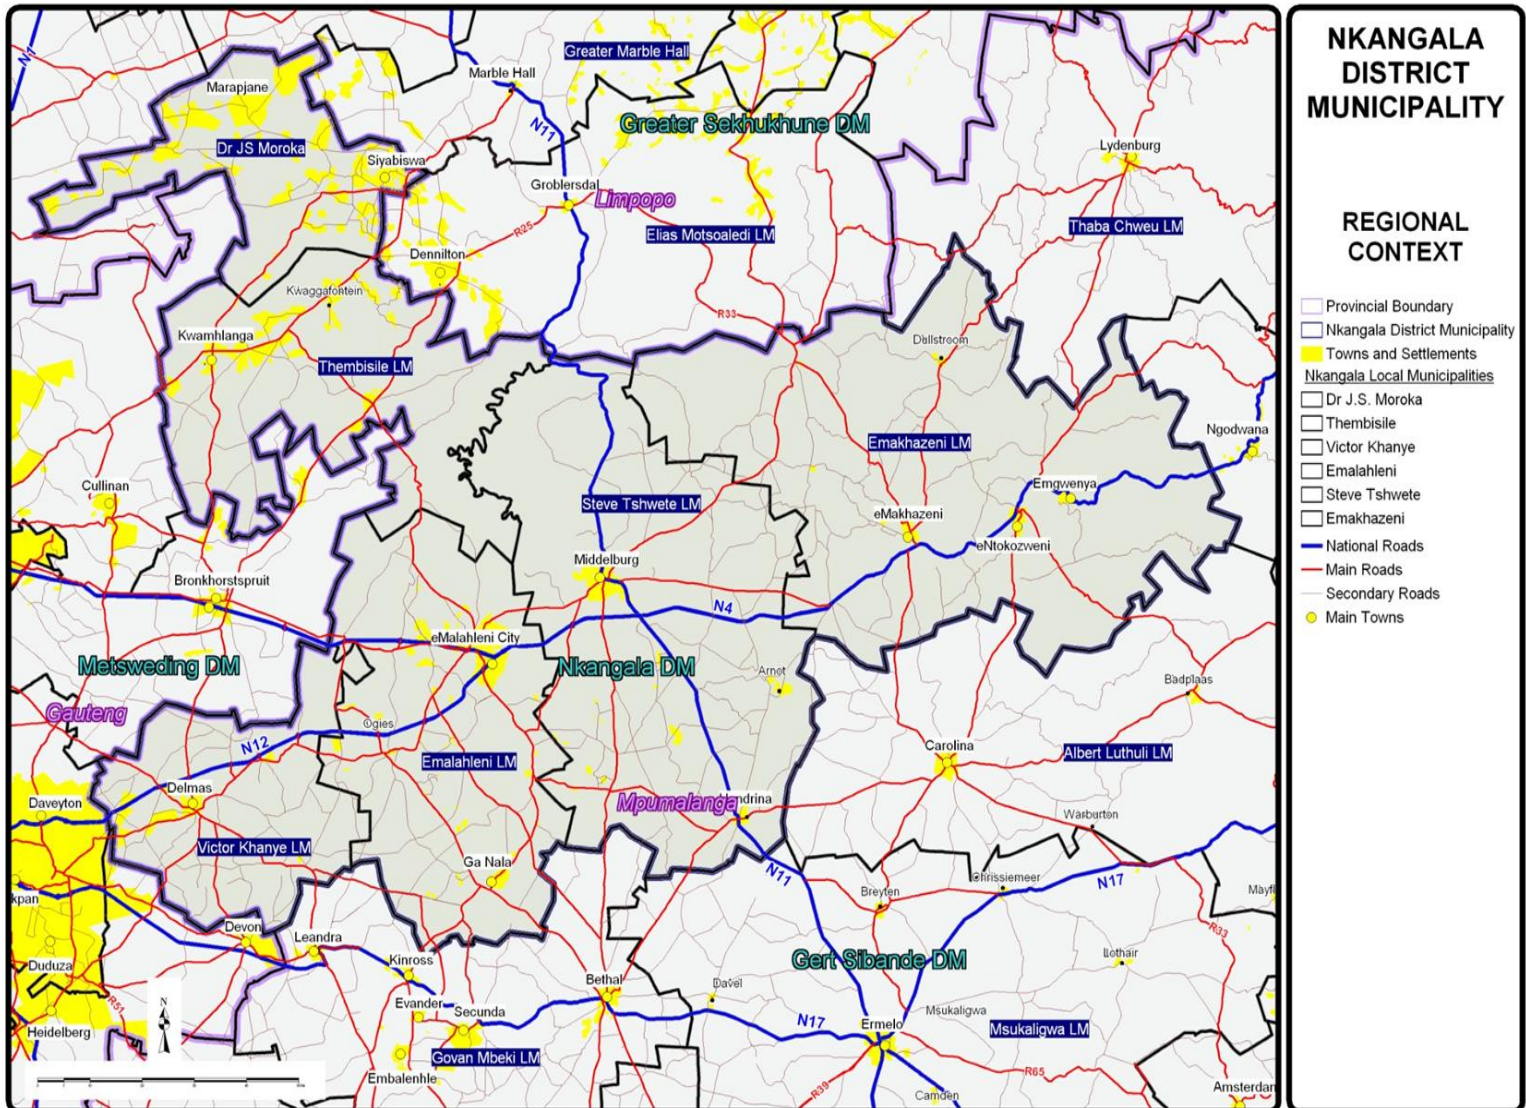 NKANGALA
DISTRICT
MUNICIPALITY
REGIONAL
CONTEXT
Provincial Boundary
Nkangala District Municipality
Towns and Settlements
Nkangala Local Municipalities
Dr J.S. Moroka
Thembisile
Victor Khanye
Emalahleni
Steve Tshwete
Emakhazeni
National Roads
Main Roads
Secondary Roads
Main Towns
N1
Greater Marble Hall
Marble Hall
Marapjane
N11
Greater Sekhukhune DM
Dr JS Moroka
Siyabiswa
Lydenburg
Groblersdal
Limpopo
R25
Elias Motsoaledi LM
Thaba Chweu LM
Dennilton
Kwaggafontein
R33
Kwamhlanga
Dullstroom
Thembisile LM
Ngodwana
Emakhazeni LM
Cullinan
Emgwenya
Steve Tshwete LM
eMakhazeni
eNtokozweni
Middelburg
Bronkhorstspruit
N4
eMalahleni City
Metsweding DM
Nkangala DM
Arnot
Badplaas
Gauteng
Ogies
N12
Carolina
Albert Luthuli LM
Emalahleni LM
Delmas
Daveyton
Mpumalanga
ndrina
Warburton
Victor Khanye LM
Ga Nala
N11
Chrissiemeer
N17
Breyten
Mayfl
kpan
Devon
Leandra
R33
Kinross
Gert Sibande DM
Lothair
Duduza
Bethal
Davel
N
R51
Evander
Secunda
Msukaligwa
N17
Ermelo
Msukaligwa LM
Heidelberg
Govan Mbeki LM
Embalenhle
R65
R39
Camden
Amsterdan